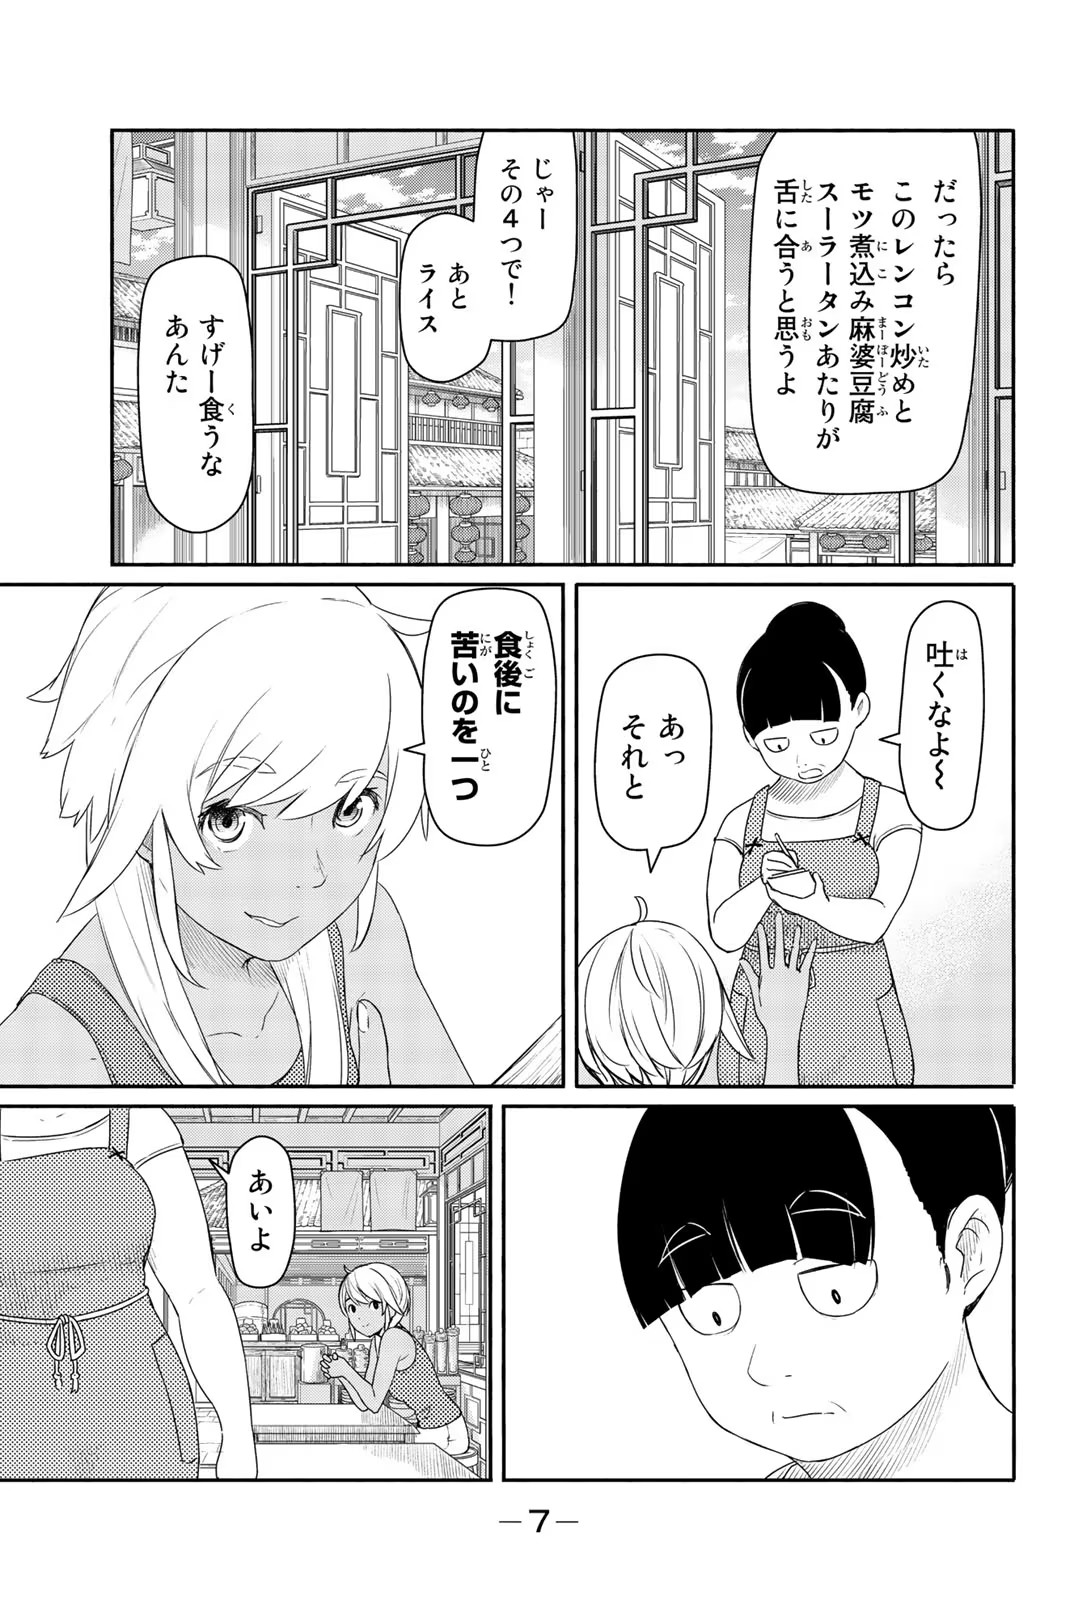 だったら
このレンコン炒めと
モツ煮込み麻婆豆腐
スーラータンあたりが
舌に合うと思うよ
じゃー
その4つで!
あと
ライス
すげー食うな
あんた
吐くなよ〜
あっ
それと
食後に
苦いのを一つ
あいよ
―7―